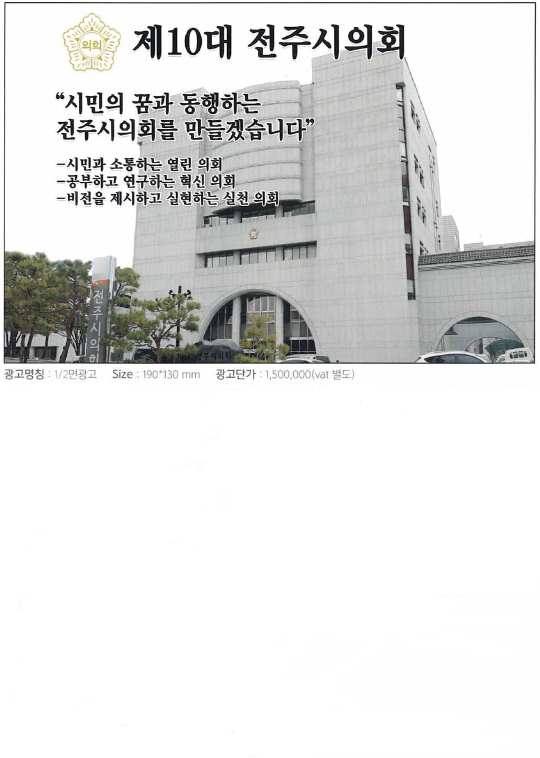 의회
제10대 전주시의회
“시민의 꿈과 동행하는
전주시의회를 만들겠습니다”
-시민과 소통하는 열린 의회
-공부하고 연구하는 혁신 의회
-비전을 제시하고 실현하는 실천 의회
전주시의회
전주시의회
광고명칭 : 1/2면광고 Size : 190*130 mm 광고단가 : 1,500,000(vat 별도)